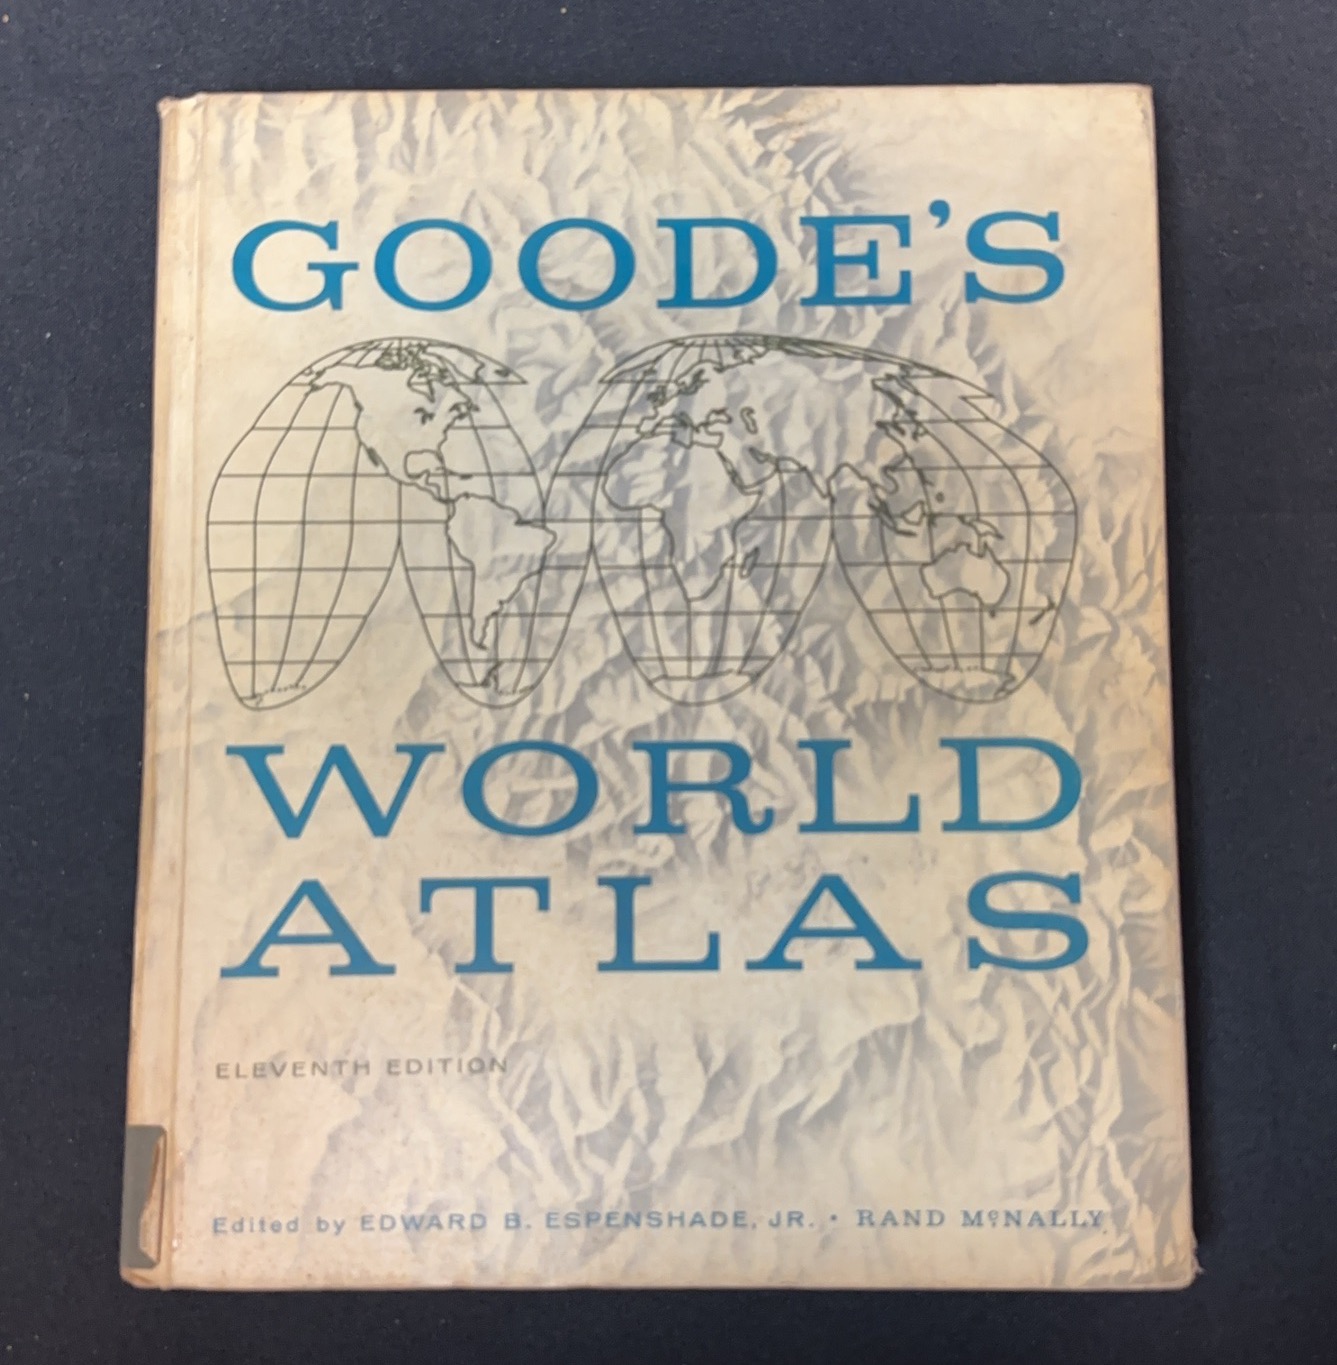 GOODE'S
WORLD
ATLAS
ELEVENTH EDITION
Edited by EDWARD B. ESPENSHADE, JR. • RAND McNALLY